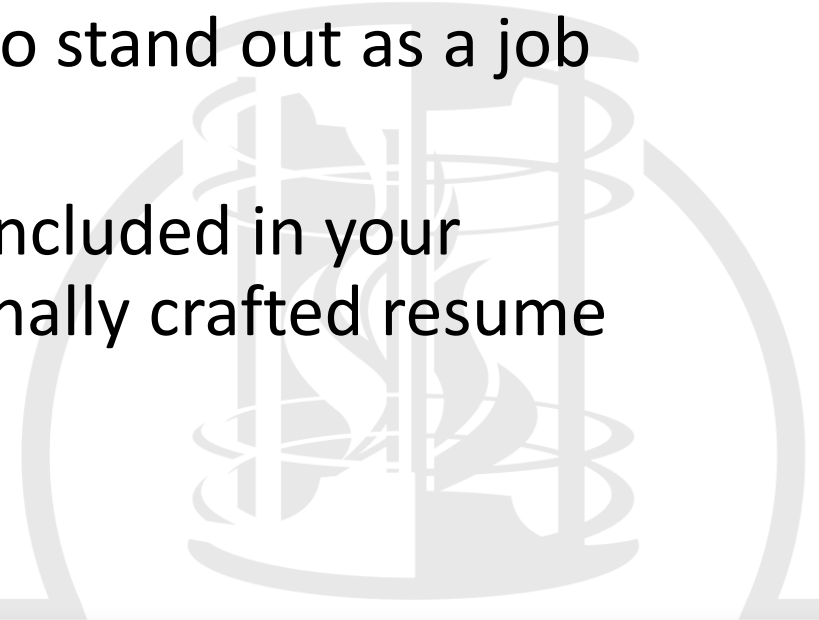 o stand out as a job
ncluded in your
nally crafted resume